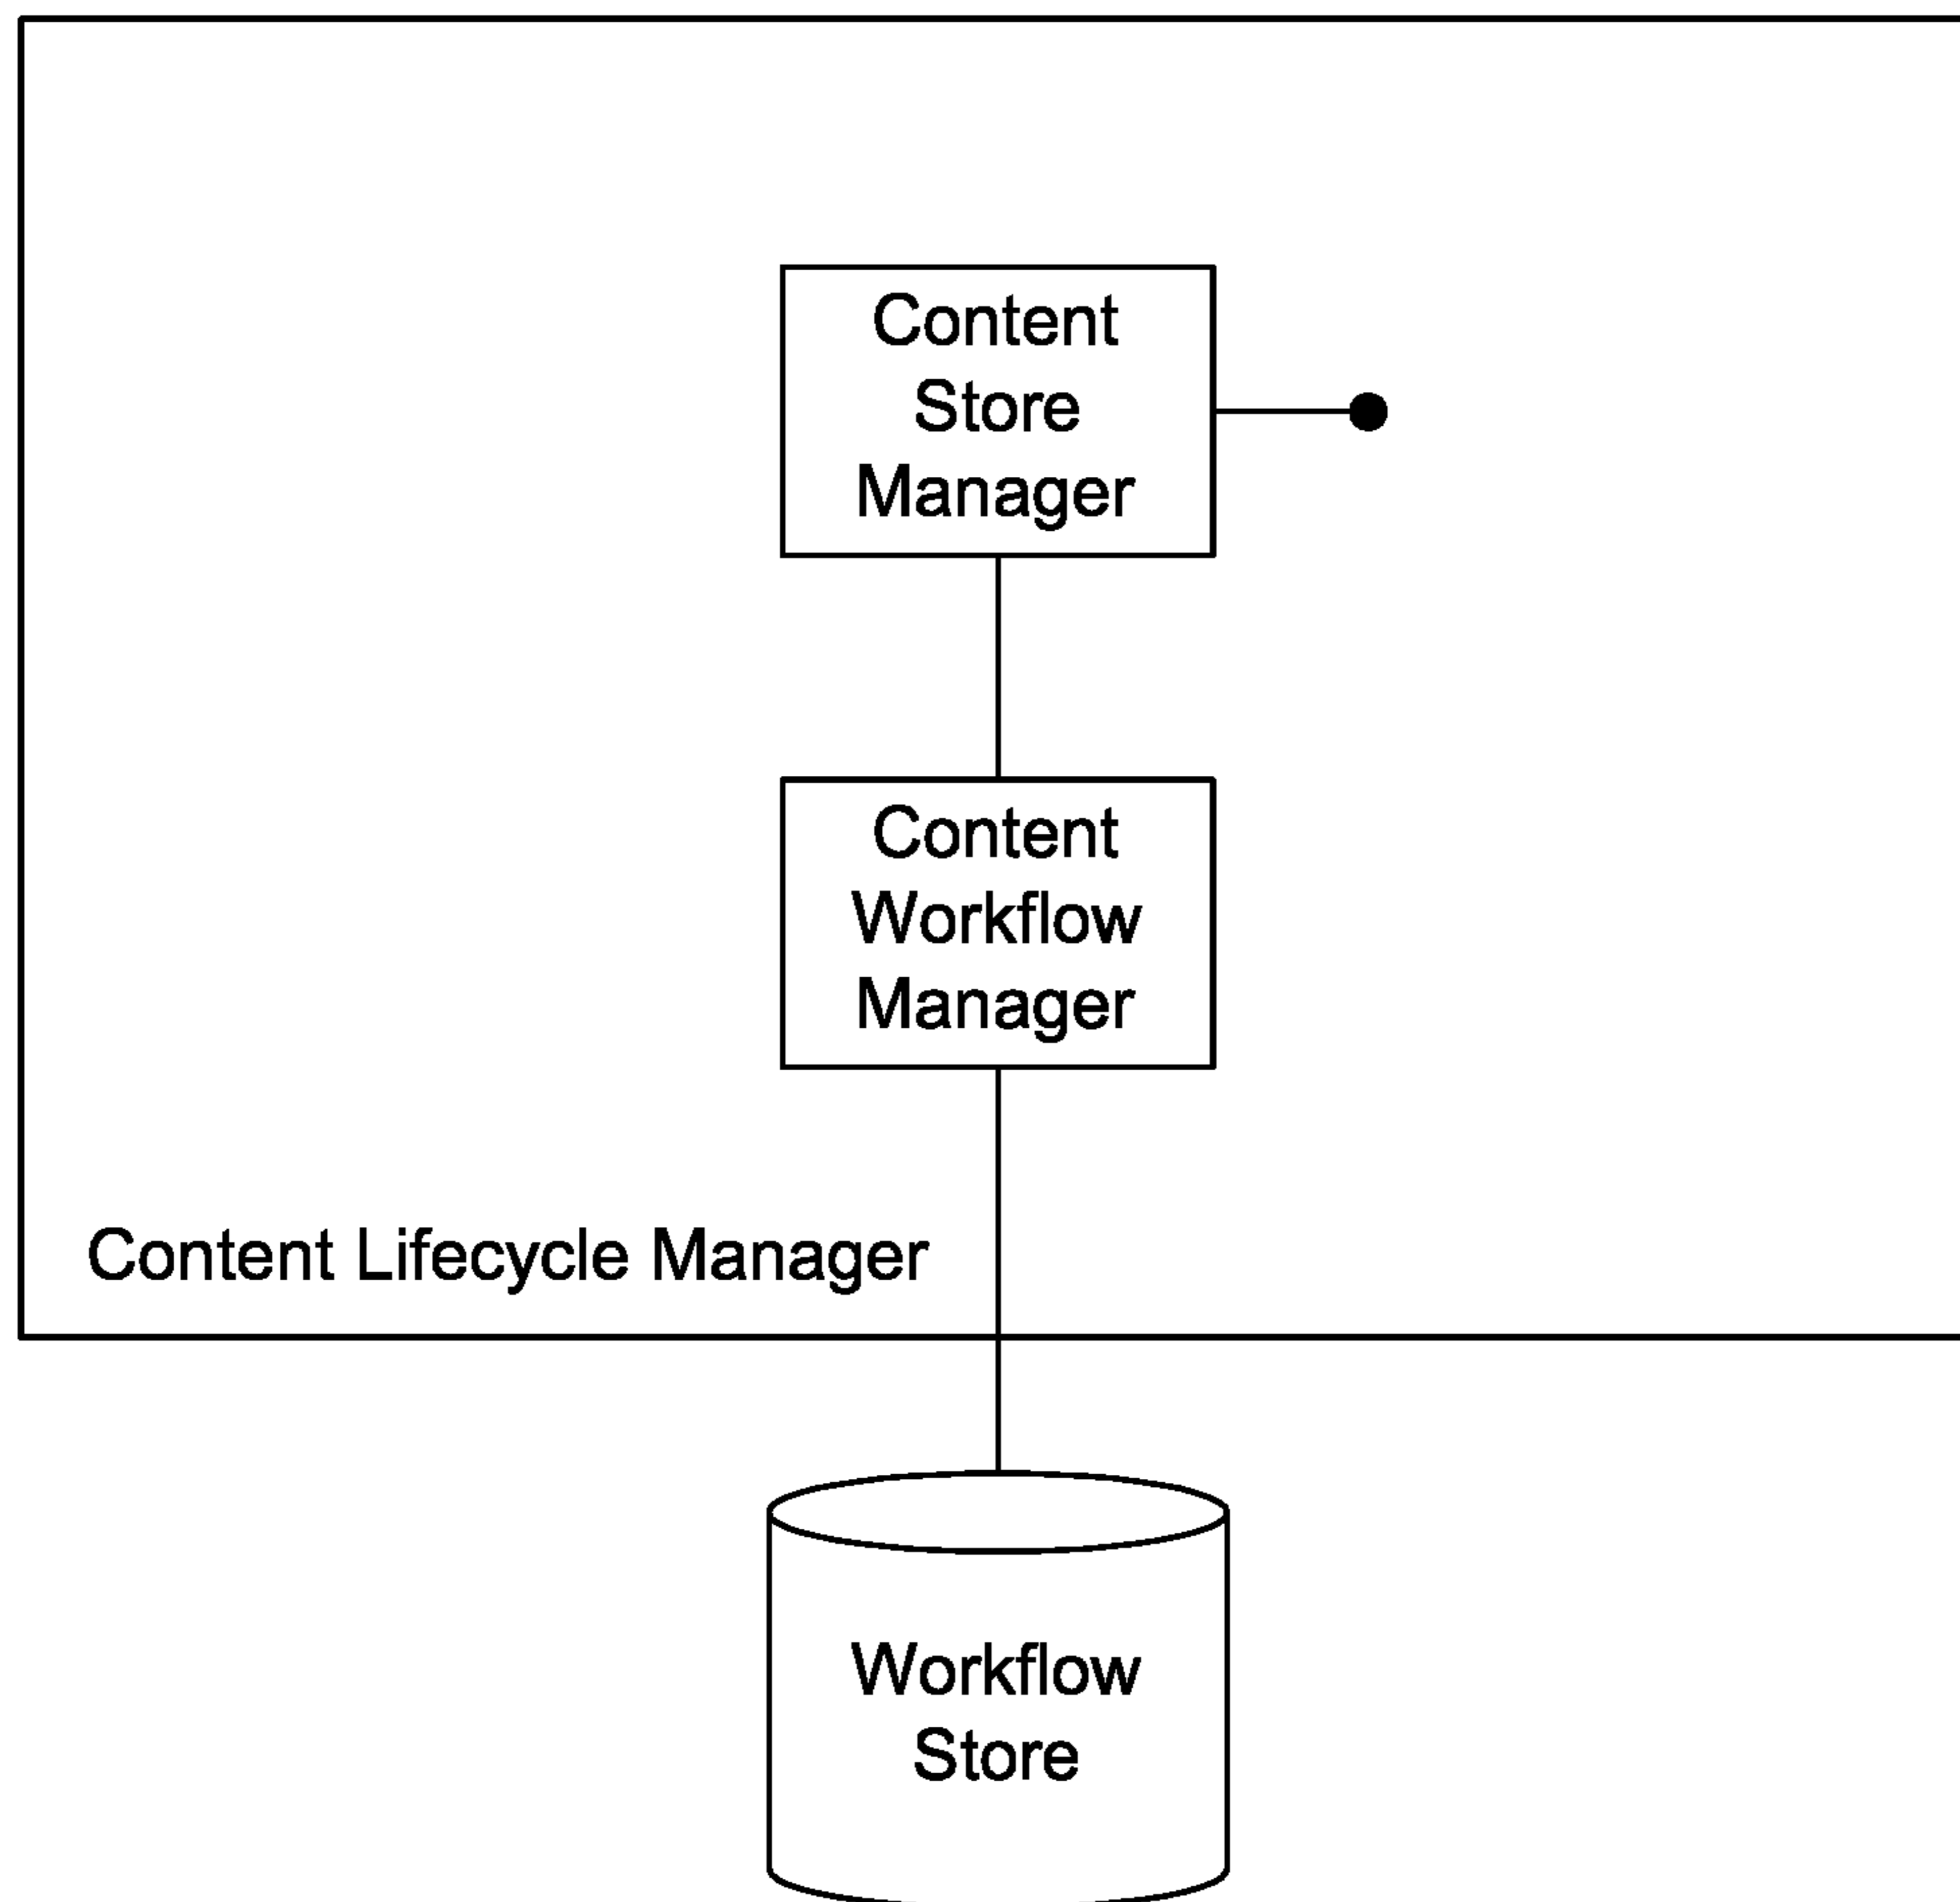 Content
Store
Manager
Content
Workflow
Manager
Content Lifecycle Manager
Workflow
Store